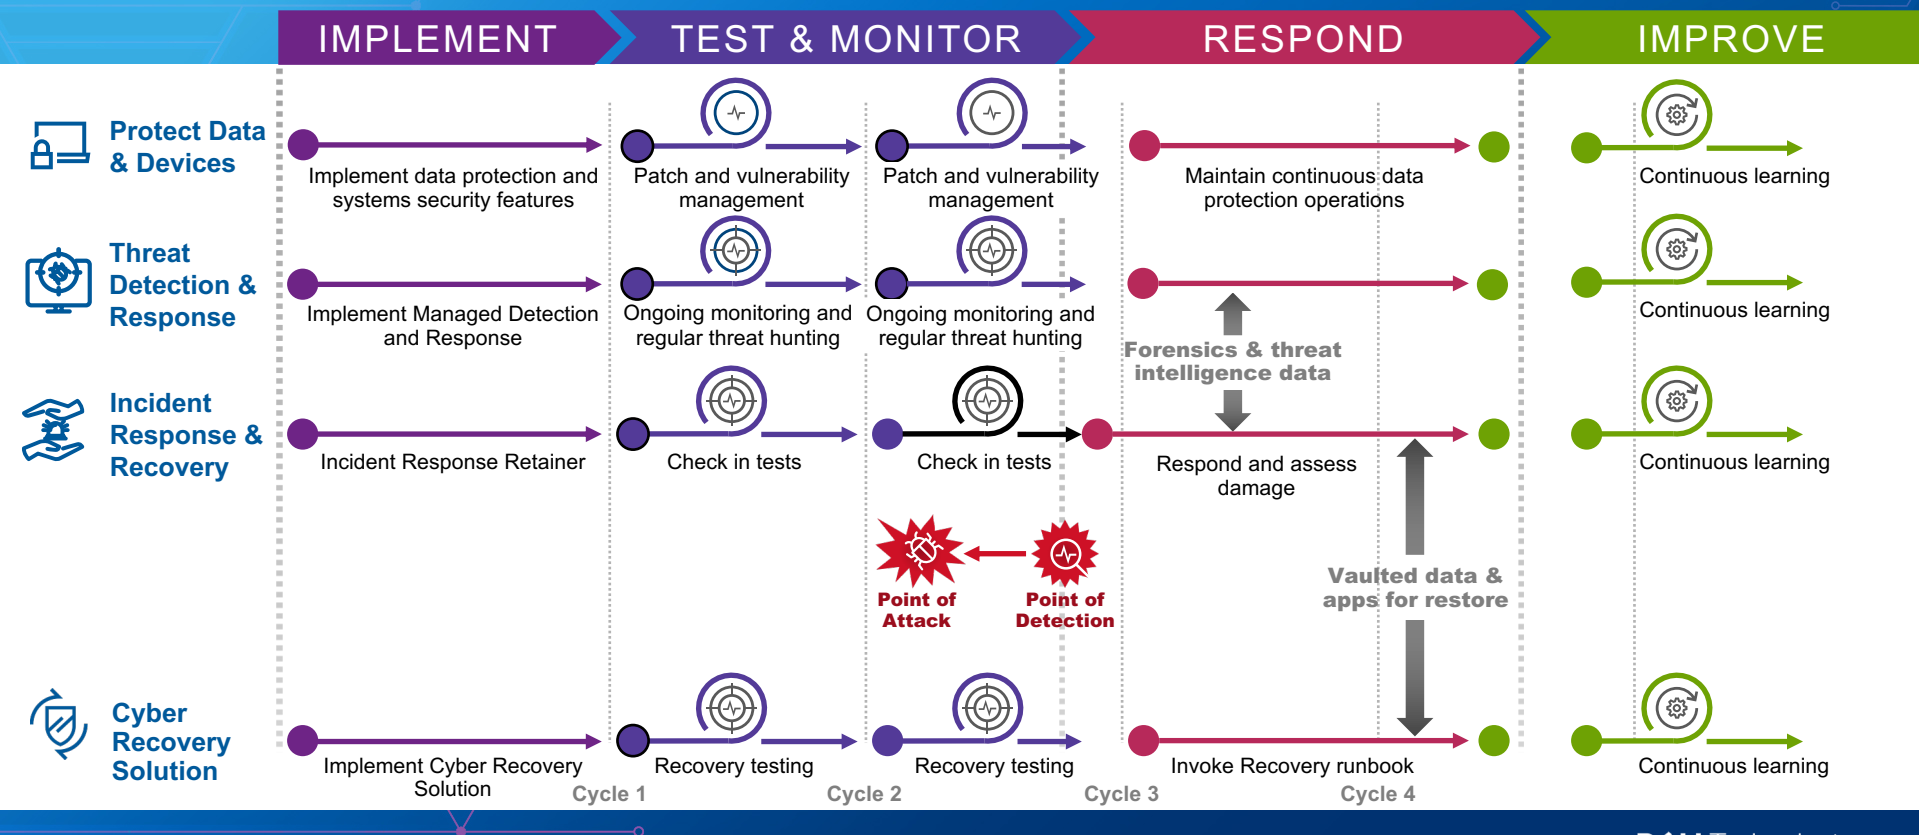 IMPLEMENT
TEST & MONITOR
RESPOND
IMPROVE
Protect Data
& Devices
Implement data protection and
systems security features
Patch and vulnerability
management
Patch and vulnerability
management
Maintain continuous data
protection operations
Continuous learning
Threat
Detection &
Response
Implement Managed Detection
and Response
Ongoing monitoring and
regular threat hunting
Ongoing monitoring and
regular threat hunting
Forensics & threat
intelligence data
Continuous learning
Incident
Response &
Recovery
Incident Response Retainer
Check in tests
Check in tests
Respond and assess
damage
Continuous learning
Point of
Attack
Point of
Detection
Vaulted data &
apps for restore
Cyber
Recovery
Solution
Implement Cyber Recovery
Solution
Recovery testing
Recovery testing
Invoke Recovery runbook
Continuous learning
Cycle 1
Cycle 2
Cycle 3
Cycle 4